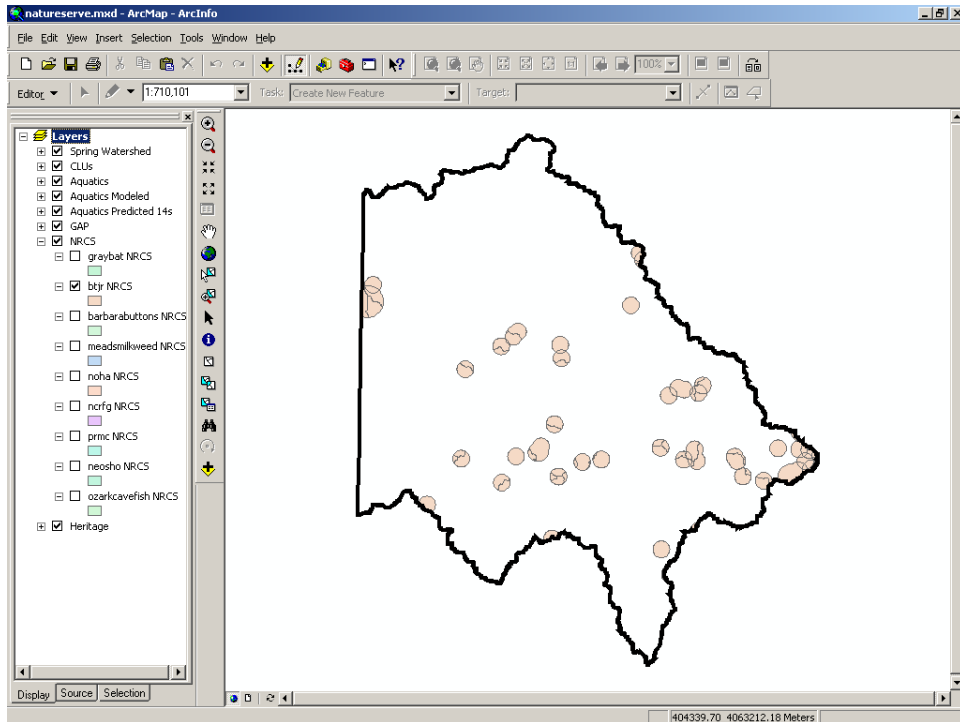 natureserve.mxd - ArcMap - ArcInfo
File Edit View Insert Selection Tools Window Help
100%
Editor 1:710,101 Task: Create New Feature Target:
Layers
Spring Watershed
CLUs
Aquatics
Aquatics Modeled
Aquatics Predicted 14s
GAP
NRCS
graybat NRCS
btjr NRCS
barbarabuttons NRCS
meadsmilkweed NRCS
noha NRCS
ncrfg NRCS
prmc NRCS
neosho NRCS
ozarkcavefish NRCS
Heritage
Display Source Selection
404339.70 4063212.18 Meters